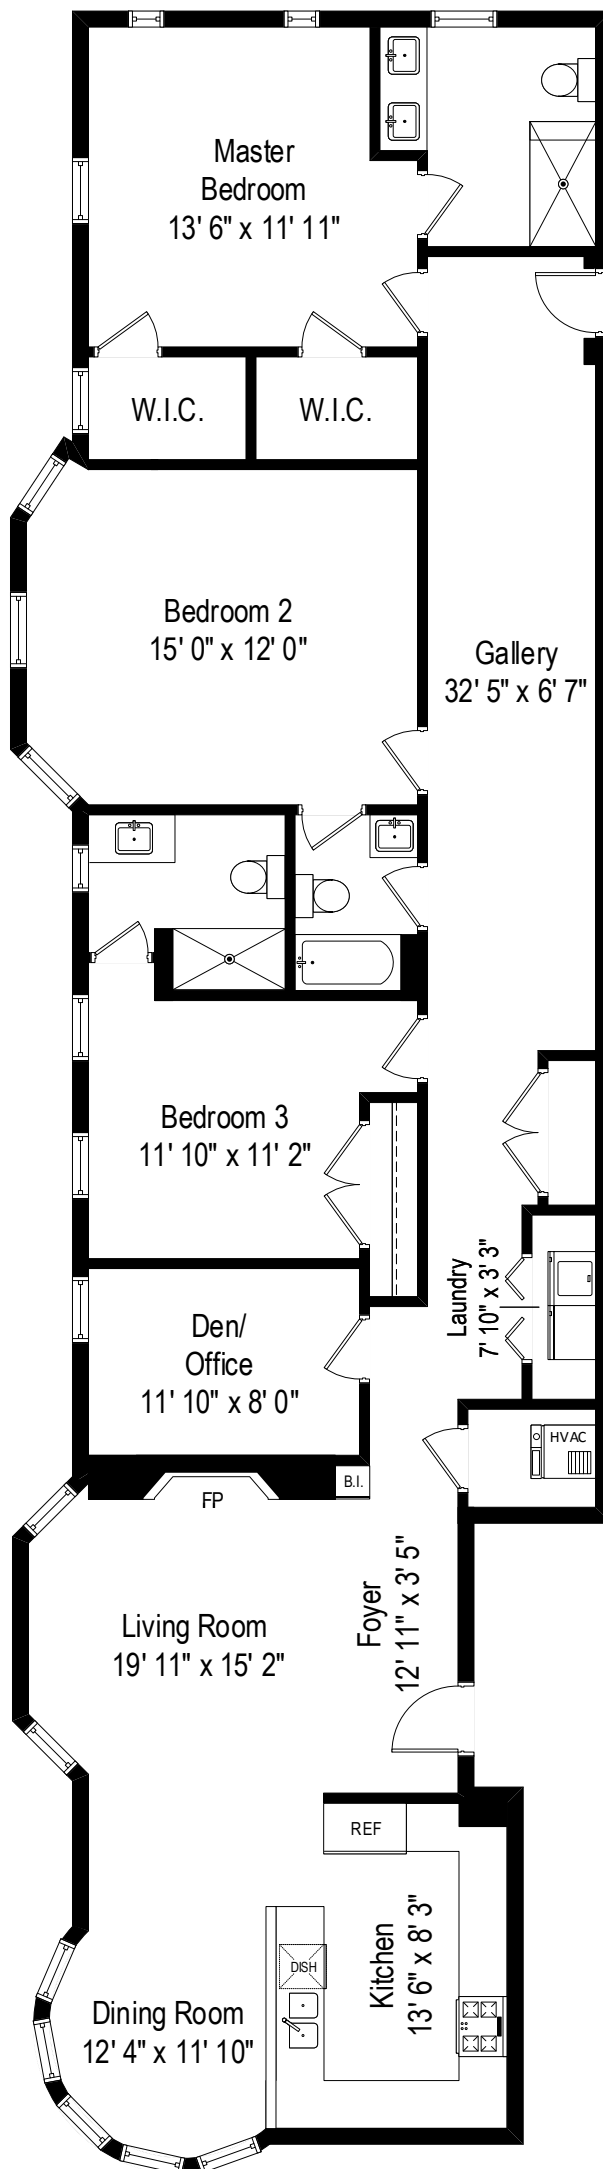 Master
Bedroom
13' 6" x 11' 11"
W.I.C.
W.I.C.
Bedroom 2
15' 0" x 12' 0"
Gallery
32' 5" x 6' 7"
Bedroom 3
11' 10" x 11' 2"
Laundry
7' 10" x 3' 3"
Den/
Office
11' 10" x 8' 0"
HVAC
B.I.
FP
Foyer
12' 11" x 3' 5"
Living Room
19' 11" x 15' 2"
REF
Kitchen
13' 6" x 8' 3"
DISH
Dining Room
12' 4" x 11' 10"